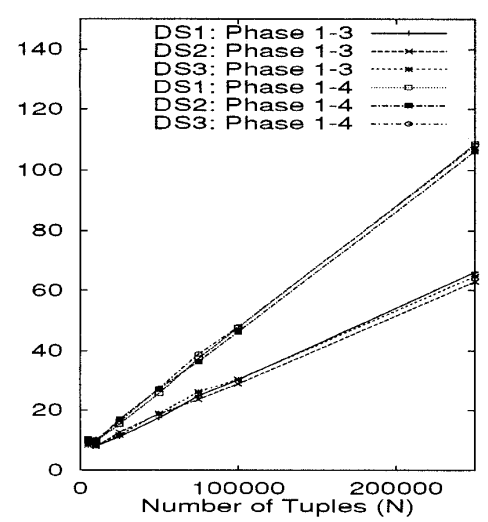 140
120
100
80
60
40
20
0
DS1: Phase 1-3
DS2: Phase 1-3
DS3: Phase 1-3
DS1: Phase 1-4
DS2: Phase 1-4
DS3: Phase 1-4
0 100000 200000
Number of Tuples (N)